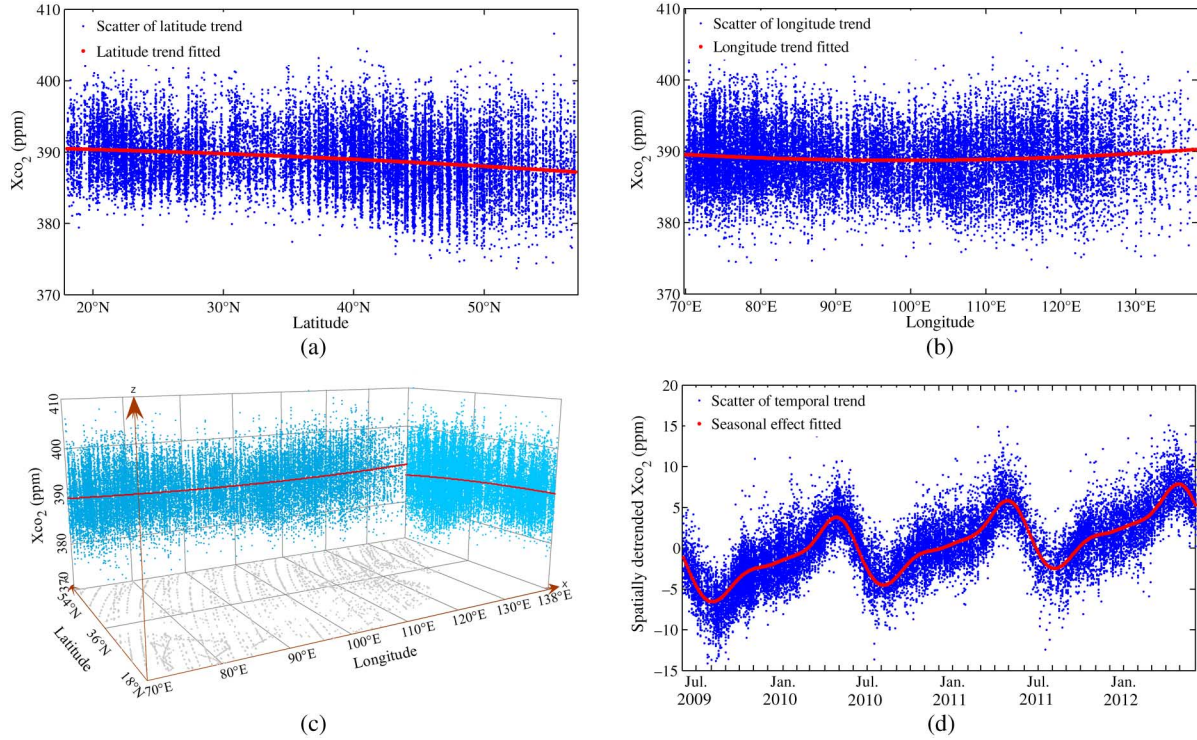 410
Scatter of latitude trend
Latitude trend fitted
400
390
380
370
Xco2 (ppm)
20°N 30°N 40°N 50°N
Latitude
(a)
410
Scatter of longitude trend
Longitude trend fitted
400
390
380
370
Xco2 (ppm)
70°E 80°E 90°E 100°E 110°E 120°E 130°E
Longitude
(b)
z
410
400
390
380
370
Xco2 (ppm)
54°N
36°N
18°N
Latitude
70°E 80°E 90°E 100°E 110°E 120°E 130°E 138°E
x
Longitude
(c)
20
Scatter of temporal trend
Seasonal effect fitted
15
10
5
0
−5
−10
−15
Spatially detrended Xco2 (ppm)
Jul. Jan. Jul. Jan. Jul. Jan.
2009 2010 2010 2011 2011 2012
(d)